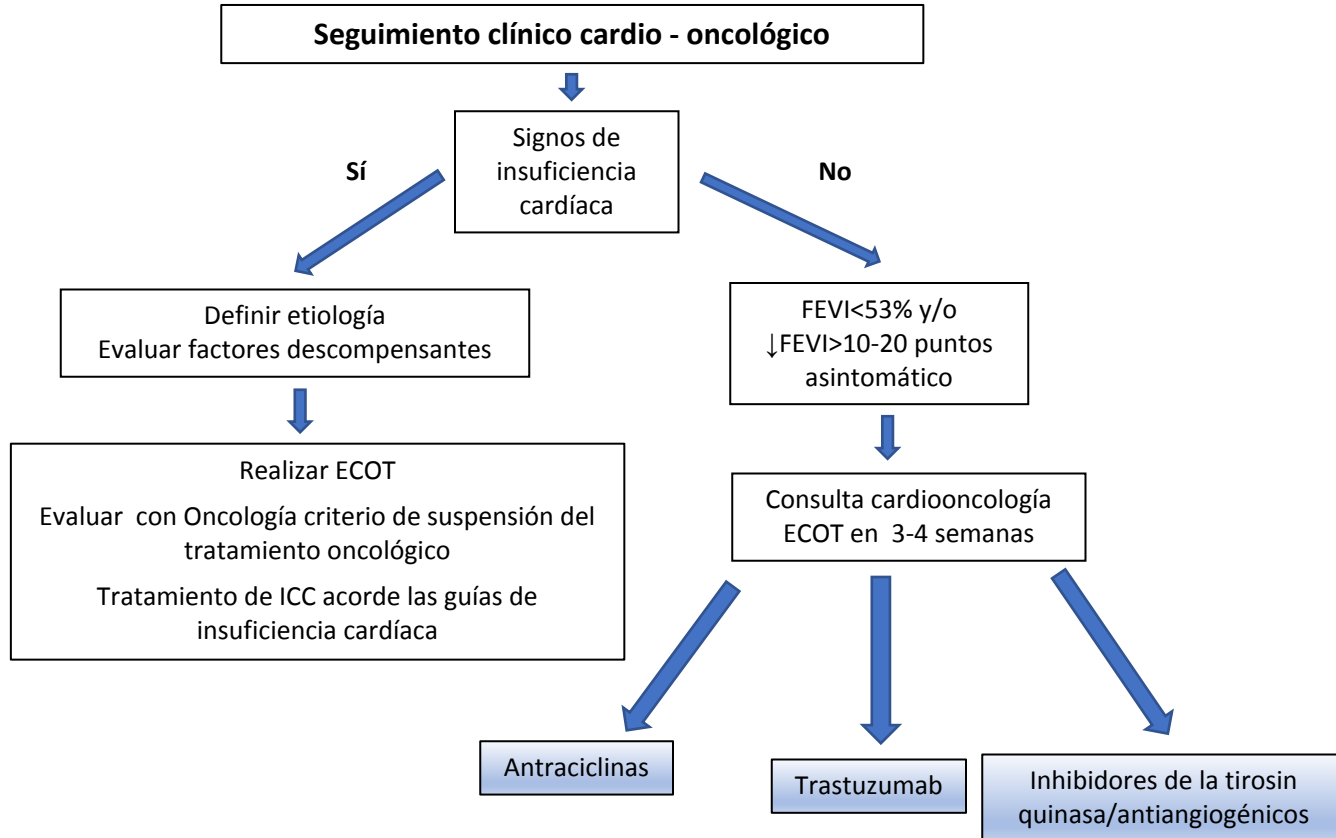 Seguimiento clínico cardio - oncológico
Signos de
insuficiencia
cardíaca
Sí
No
Definir etiología
Evaluar factores descompensantes
FEVI<53% y/o
↓FEVI>10-20 puntos
asintomático
Realizar ECOT
Evaluar con Oncología criterio de suspensión del
tratamiento oncológico
Tratamiento de ICC acorde las guías de
insuficiencia cardíaca
Consulta cardiooncología
ECOT en 3-4 semanas
Antraciclinas
Trastuzumab
Inhibidores de la tirosin
quinasa/antiangiogénicos